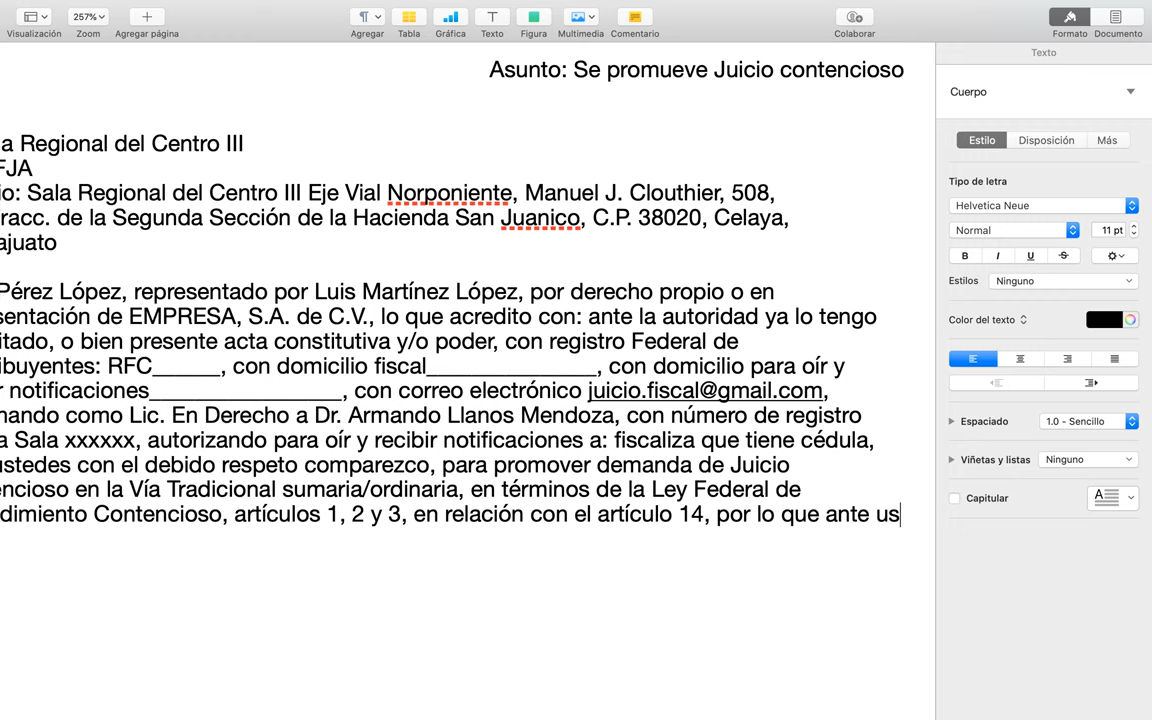 257%
Visualización Zoom Agregar página Agregar Tabla Gráfica Texto Figura Multimedia Comentario Colaborar Formato Documento
Asunto: Se promueve Juicio contencioso
a Regional del Centro III
FJA
io: Sala Regional del Centro III Eje Vial Norponiente, Manuel J. Clouthier, 508,
racc. de la Segunda Sección de la Hacienda San Juanico, C.P. 38020, Celaya,
ajuato
Pérez López, representado por Luis Martínez López, por derecho propio o en
sentación de EMPRESA, S.A. de C.V., lo que acredito con: ante la autoridad ya lo tengo
itado, o bien presente acta constitutiva y/o poder, con registro Federal de
ibuyentes: RFC______, con domicilio fiscal_______________, con domicilio para oír y
r notificaciones_________________, con correo electrónico juicio.fiscal@gmail.com,
nando como Lic. En Derecho a Dr. Armando Llanos Mendoza, con número de registro
a Sala xxxxxx, autorizando para oír y recibir notificaciones a: fiscaliza que tiene cédula,
ustedes con el debido respeto comparezco, para promover demanda de Juicio
encioso en la Vía Tradicional sumaria/ordinaria, en términos de la Ley Federal de
dimiento Contencioso, artículos 1, 2 y 3, en relación con el artículo 14, por lo que ante us
Texto
Cuerpo
Estilo Disposición Más
Tipo de letra
Helvetica Neue
Normal 11 pt
B I U S
Estilos Ninguno
Color del texto
Espaciado 1.0 - Sencillo
Viñetas y listas Ninguno
Capitular A